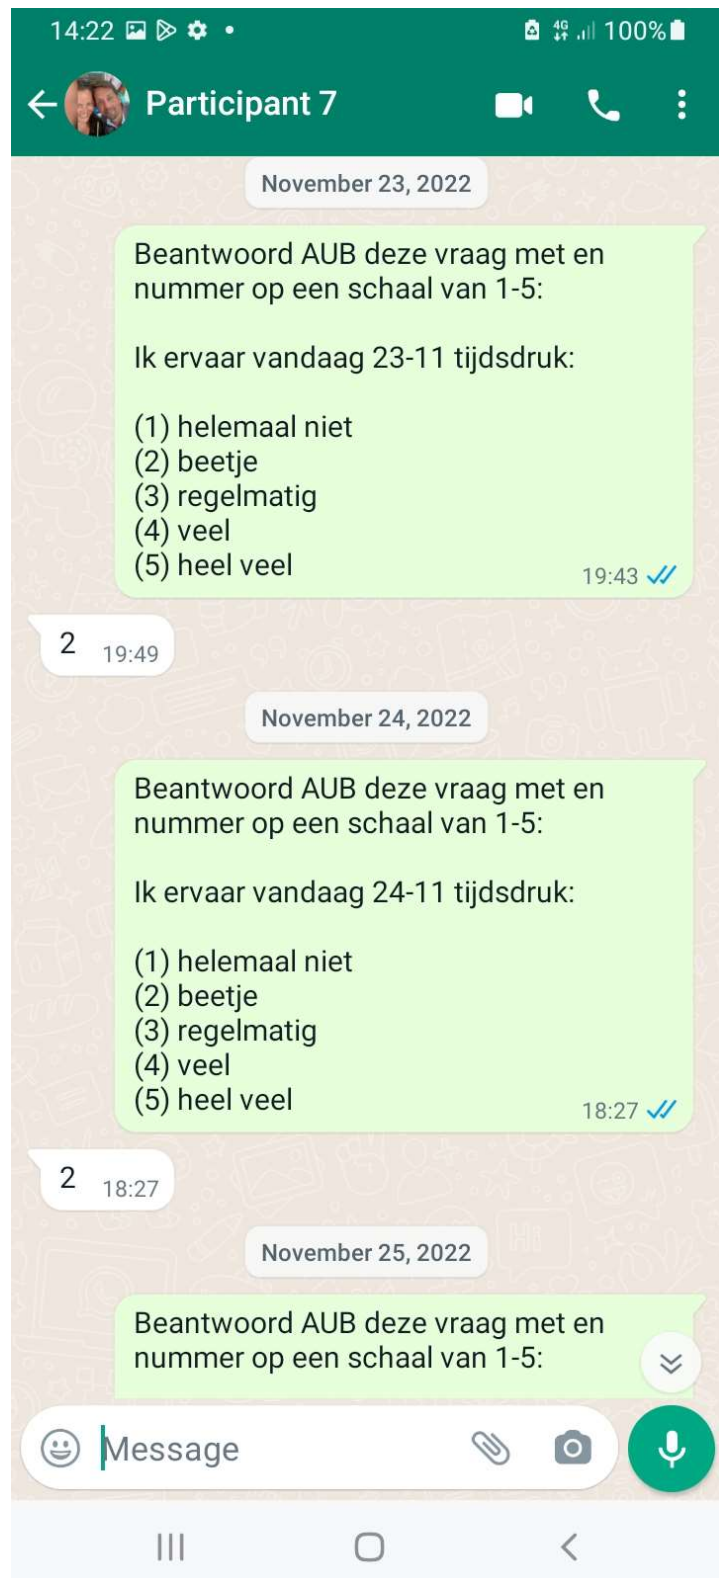 14:22 4G 100%
Participant 7
November 23, 2022
Beantwoord AUB deze vraag met en
nummer op een schaal van 1-5:
Ik ervaar vandaag 23-11 tijdsdruk:
(1) helemaal niet
(2) beetje
(3) regelmatig
(4) veel
(5) heel veel
19:43
2 19:49
November 24, 2022
Beantwoord AUB deze vraag met en
nummer op een schaal van 1-5:
Ik ervaar vandaag 24-11 tijdsdruk:
(1) helemaal niet
(2) beetje
(3) regelmatig
(4) veel
(5) heel veel
18:27
2 18:27
November 25, 2022
Beantwoord AUB deze vraag met en
nummer op een schaal van 1-5:
Message